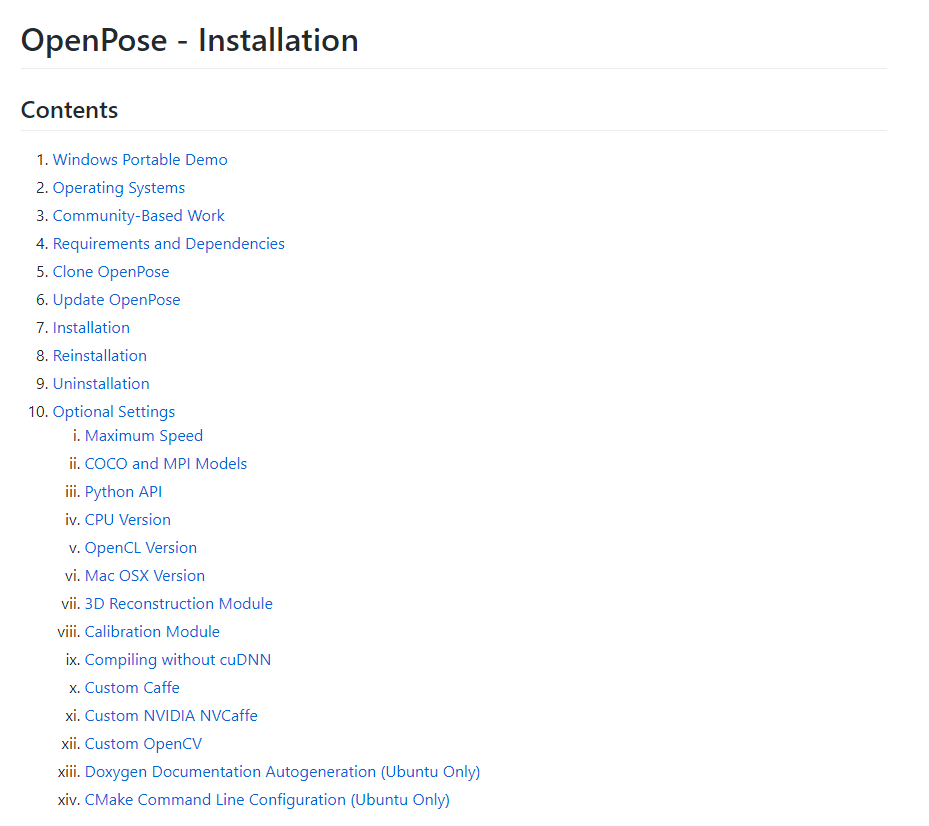 OpenPose - Installation
Contents
1. Windows Portable Demo
2. Operating Systems
3. Community-Based Work
4. Requirements and Dependencies
5. Clone OpenPose
6. Update OpenPose
7. Installation
8. Reinstallation
9. Uninstallation
10. Optional Settings
i. Maximum Speed
ii. COCO and MPI Models
iii. Python API
iv. CPU Version
v. OpenCL Version
vi. Mac OSX Version
vii. 3D Reconstruction Module
viii. Calibration Module
ix. Compiling without cuDNN
x. Custom Caffe
xi. Custom NVIDIA NVCaffe
xii. Custom OpenCV
xiii. Doxygen Documentation Autogeneration (Ubuntu Only)
xiv. CMake Command Line Configuration (Ubuntu Only)